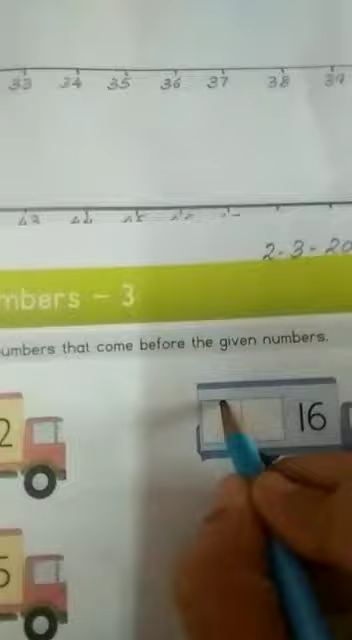 33 34 35 36 37 38 39
2-3-20
mbers - 3
umbers that come before the given numbers.
2
16
5